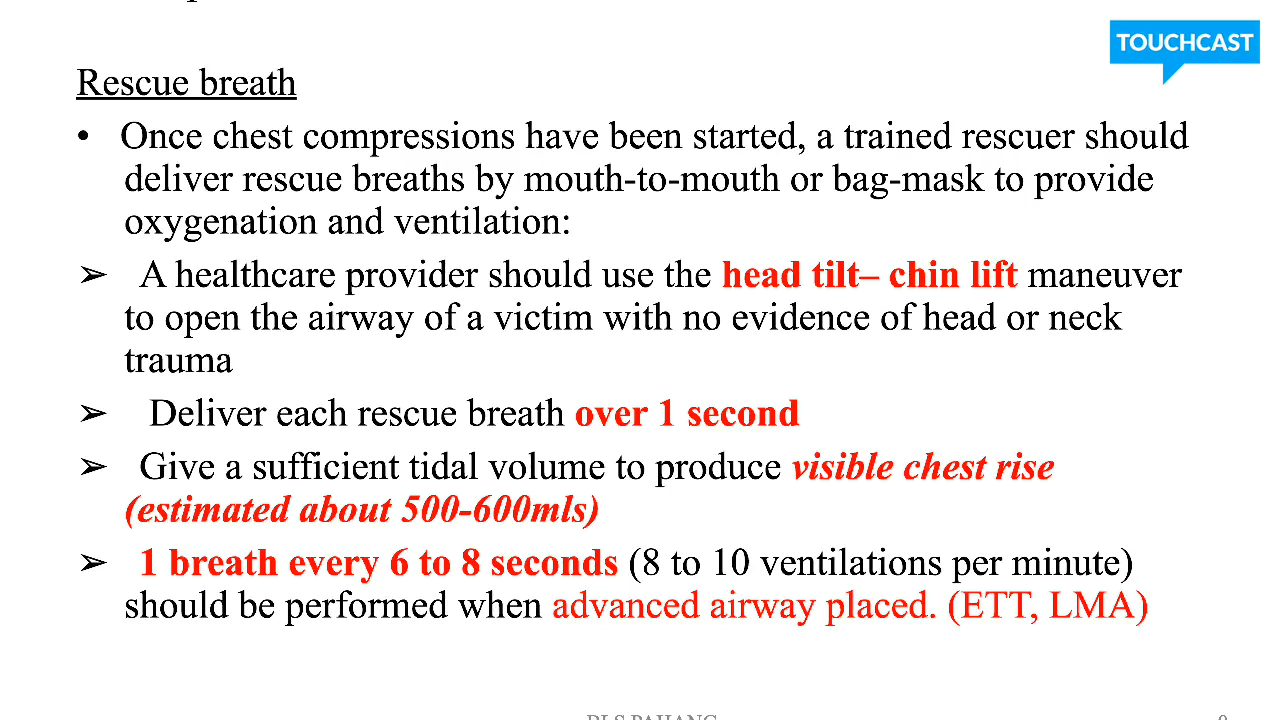 TOUCHCAST
Rescue breath
• Once chest compressions have been started, a trained rescuer should
deliver rescue breaths by mouth-to-mouth or bag-mask to provide
oxygenation and ventilation:
➢ A healthcare provider should use the head tilt– chin lift maneuver
to open the airway of a victim with no evidence of head or neck
trauma
➢ Deliver each rescue breath over 1 second
➢ Give a sufficient tidal volume to produce visible chest rise
(estimated about 500-600mls)
➢ 1 breath every 6 to 8 seconds (8 to 10 ventilations per minute)
should be performed when advanced airway placed. (ETT, LMA)
BLS PAHANG